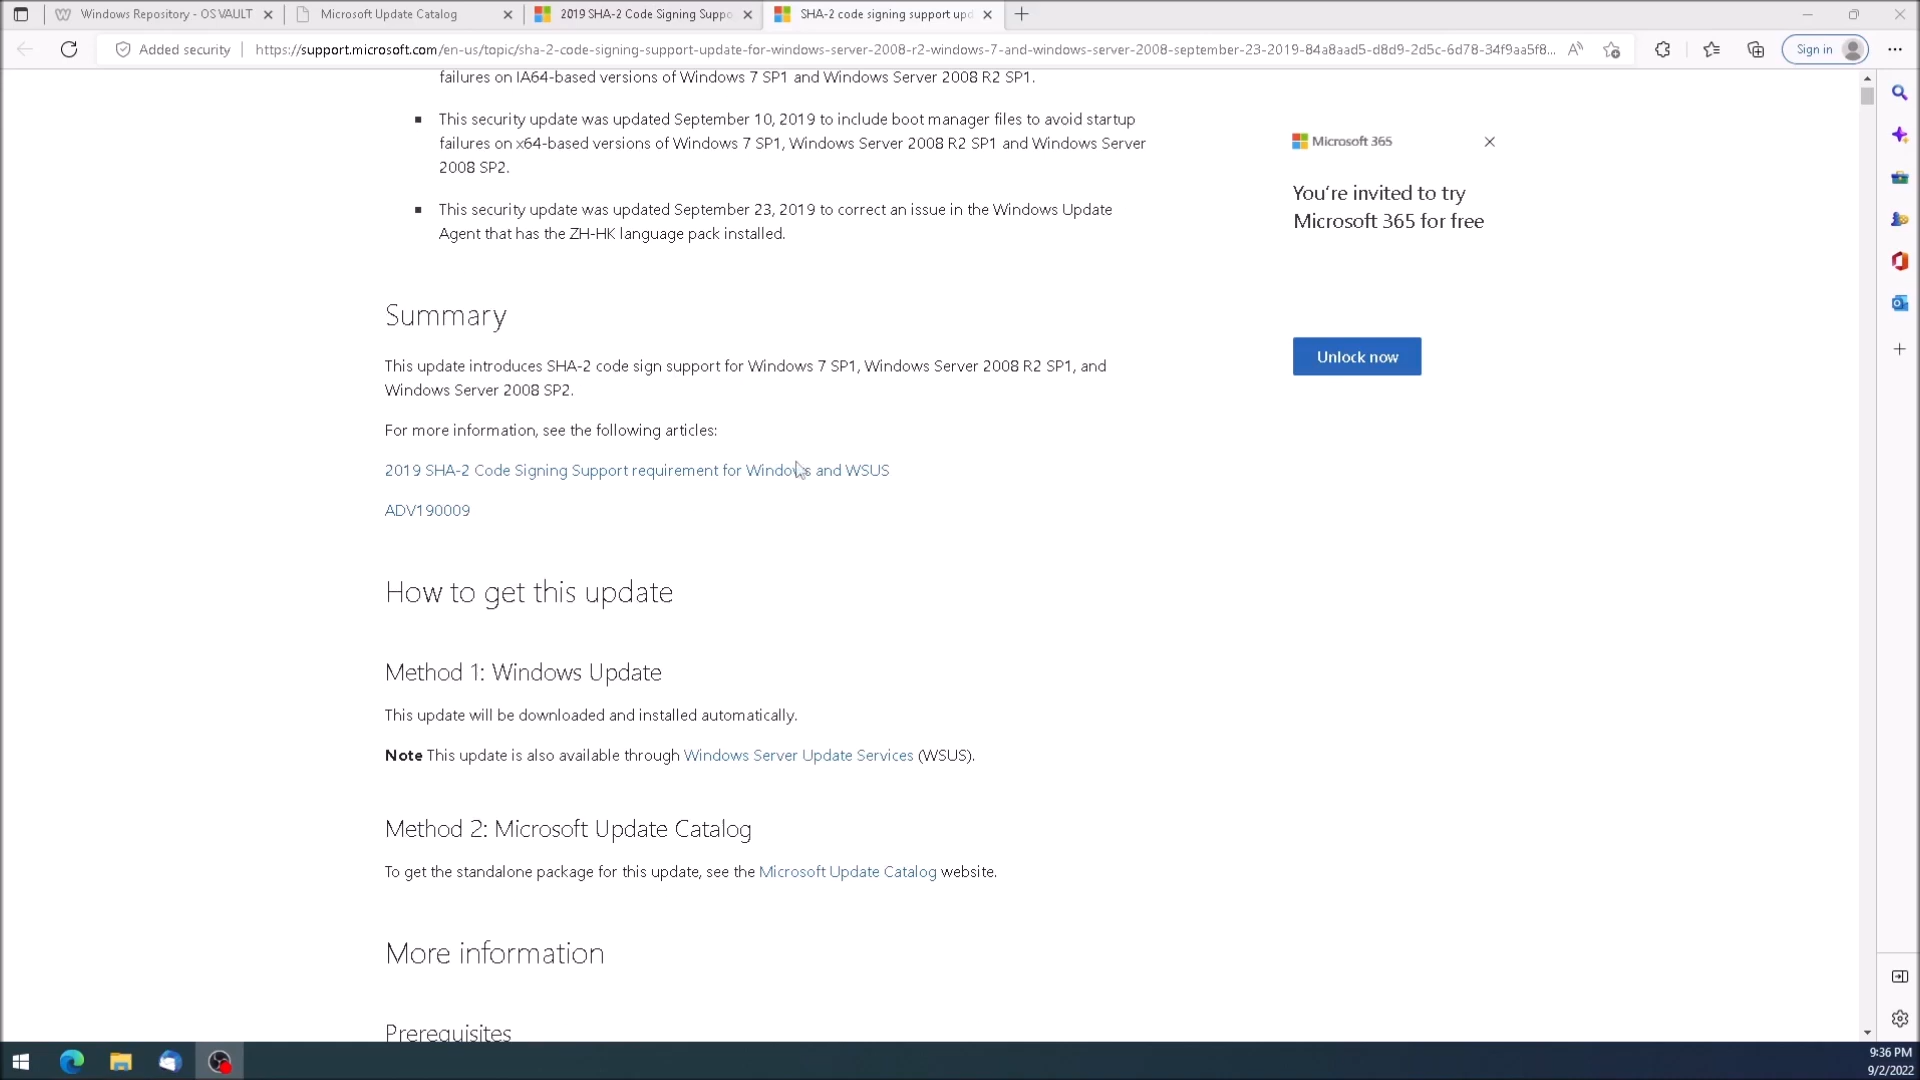 Windows Repository - OS VAULT
Microsoft Update Catalog
2019 SHA-2 Code Signing Suppo
SHA-2 code signing support upd
Added security
https://support.microsoft.com/en-us/topic/sha-2-code-signing-support-update-for-windows-server-2008-r2-windows-7-and-windows-server-2008-september-23-2019-84a8aad5-d8d9-2d5c-6d78-34f9aa5f8...
Sign in
failures on IA64-based versions of Windows 7 SP1 and Windows Server 2008 R2 SP1.
This security update was updated September 10, 2019 to include boot manager files to avoid startup
failures on x64-based versions of Windows 7 SP1, Windows Server 2008 R2 SP1 and Windows Server
2008 SP2.
This security update was updated September 23, 2019 to correct an issue in the Windows Update
Agent that has the ZH-HK language pack installed.
Microsoft 365
You're invited to try
Microsoft 365 for free
Unlock now
Summary
This update introduces SHA-2 code sign support for Windows 7 SP1, Windows Server 2008 R2 SP1, and
Windows Server 2008 SP2.
For more information, see the following articles:
2019 SHA-2 Code Signing Support requirement for Windows and WSUS
ADV190009
How to get this update
Method 1: Windows Update
This update will be downloaded and installed automatically.
Note This update is also available through Windows Server Update Services (WSUS).
Method 2: Microsoft Update Catalog
To get the standalone package for this update, see the Microsoft Update Catalog website.
More information
Prerequisites
9:36 PM
9/2/2022